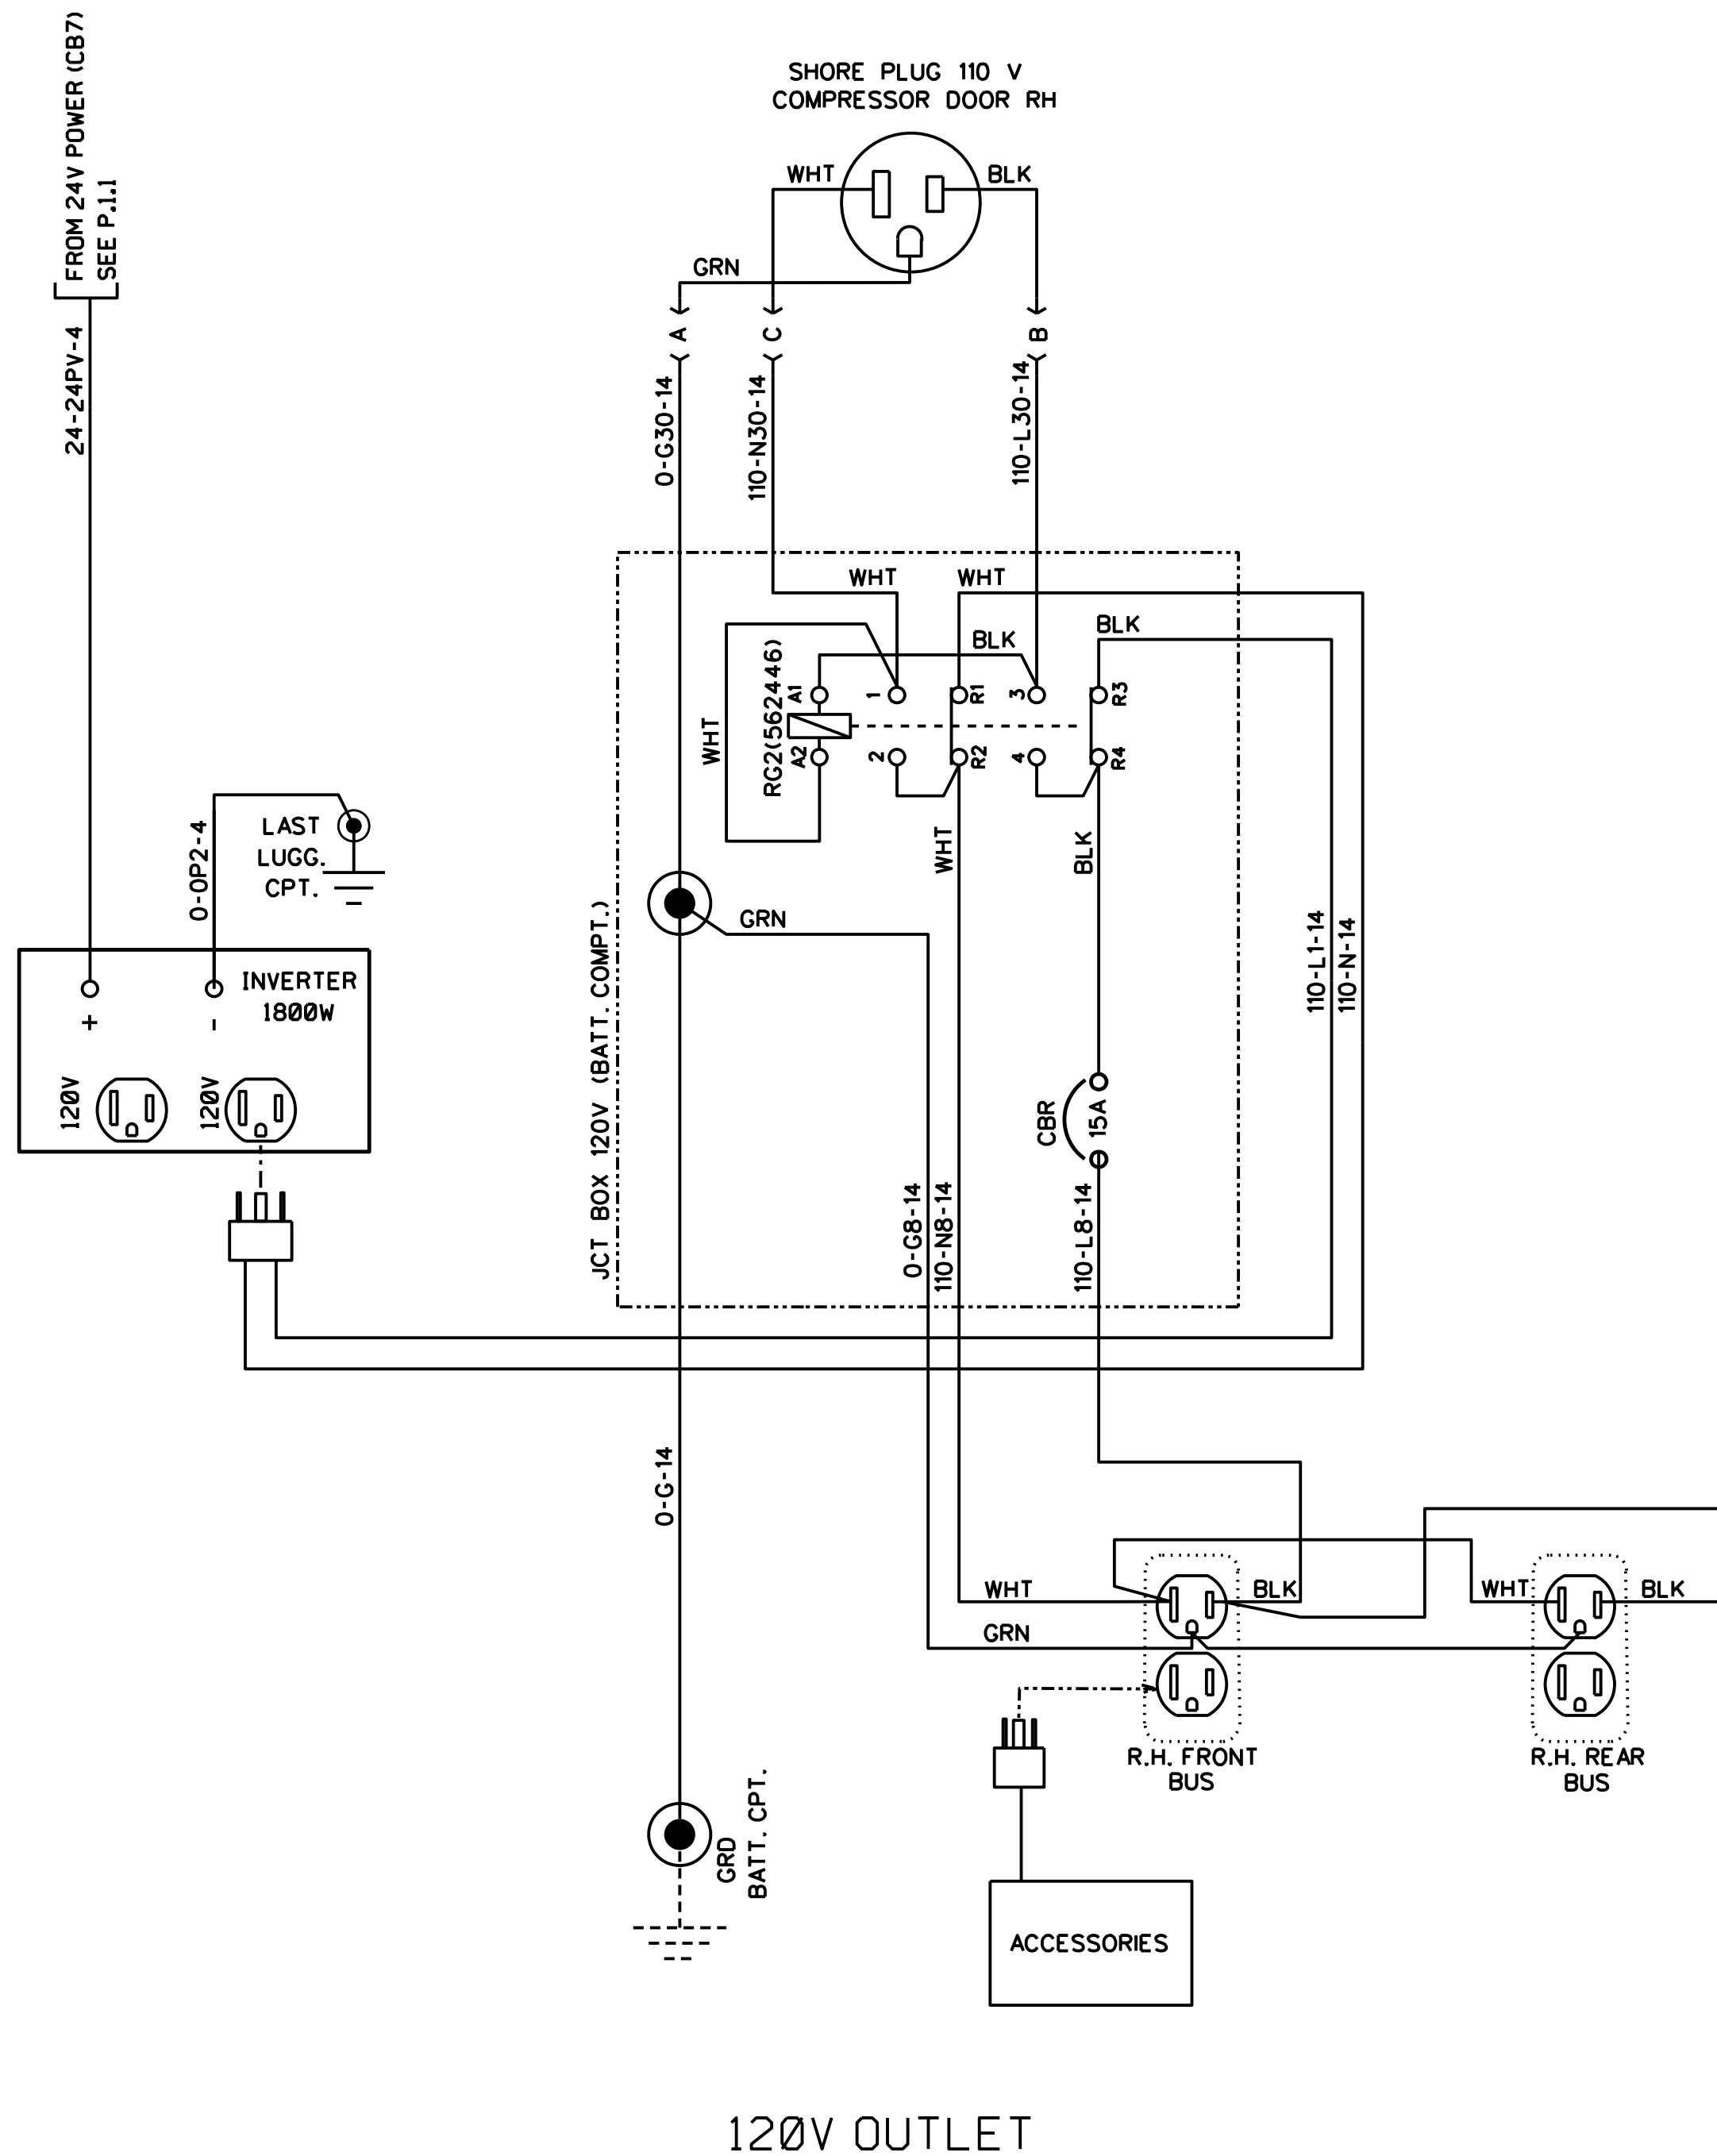 FROM 24V POWER (CB7)
SEE P.1.1
24-24PV-4
SHORE PLUG 110 V
COMPRESSOR DOOR RH
WHT
BLK
GRN
A
C
B
0-G30-14
110-N30-14
110-L30-14
WHT
WHT
BLK
BLK
WHT
RG2(562446)
A1
1
R1
3
R3
A2
2
R2
4
R4
WHT
BLK
0-0P2-4
LAST
LUGG.
CPT.
GRN
INVERTER
1800W
+
-
120V
120V
JCT BOX 120V (BATT. COMPT.)
110-L1-14
110-N-14
CBR
15A
0-G8-14
110-N8-14
110-L8-14
0-G-14
WHT
BLK
WHT
BLK
GRN
R.H. FRONT
BUS
R.H. REAR
BUS
GRD
BATT. CPT.
ACCESSORIES
120V OUTLET